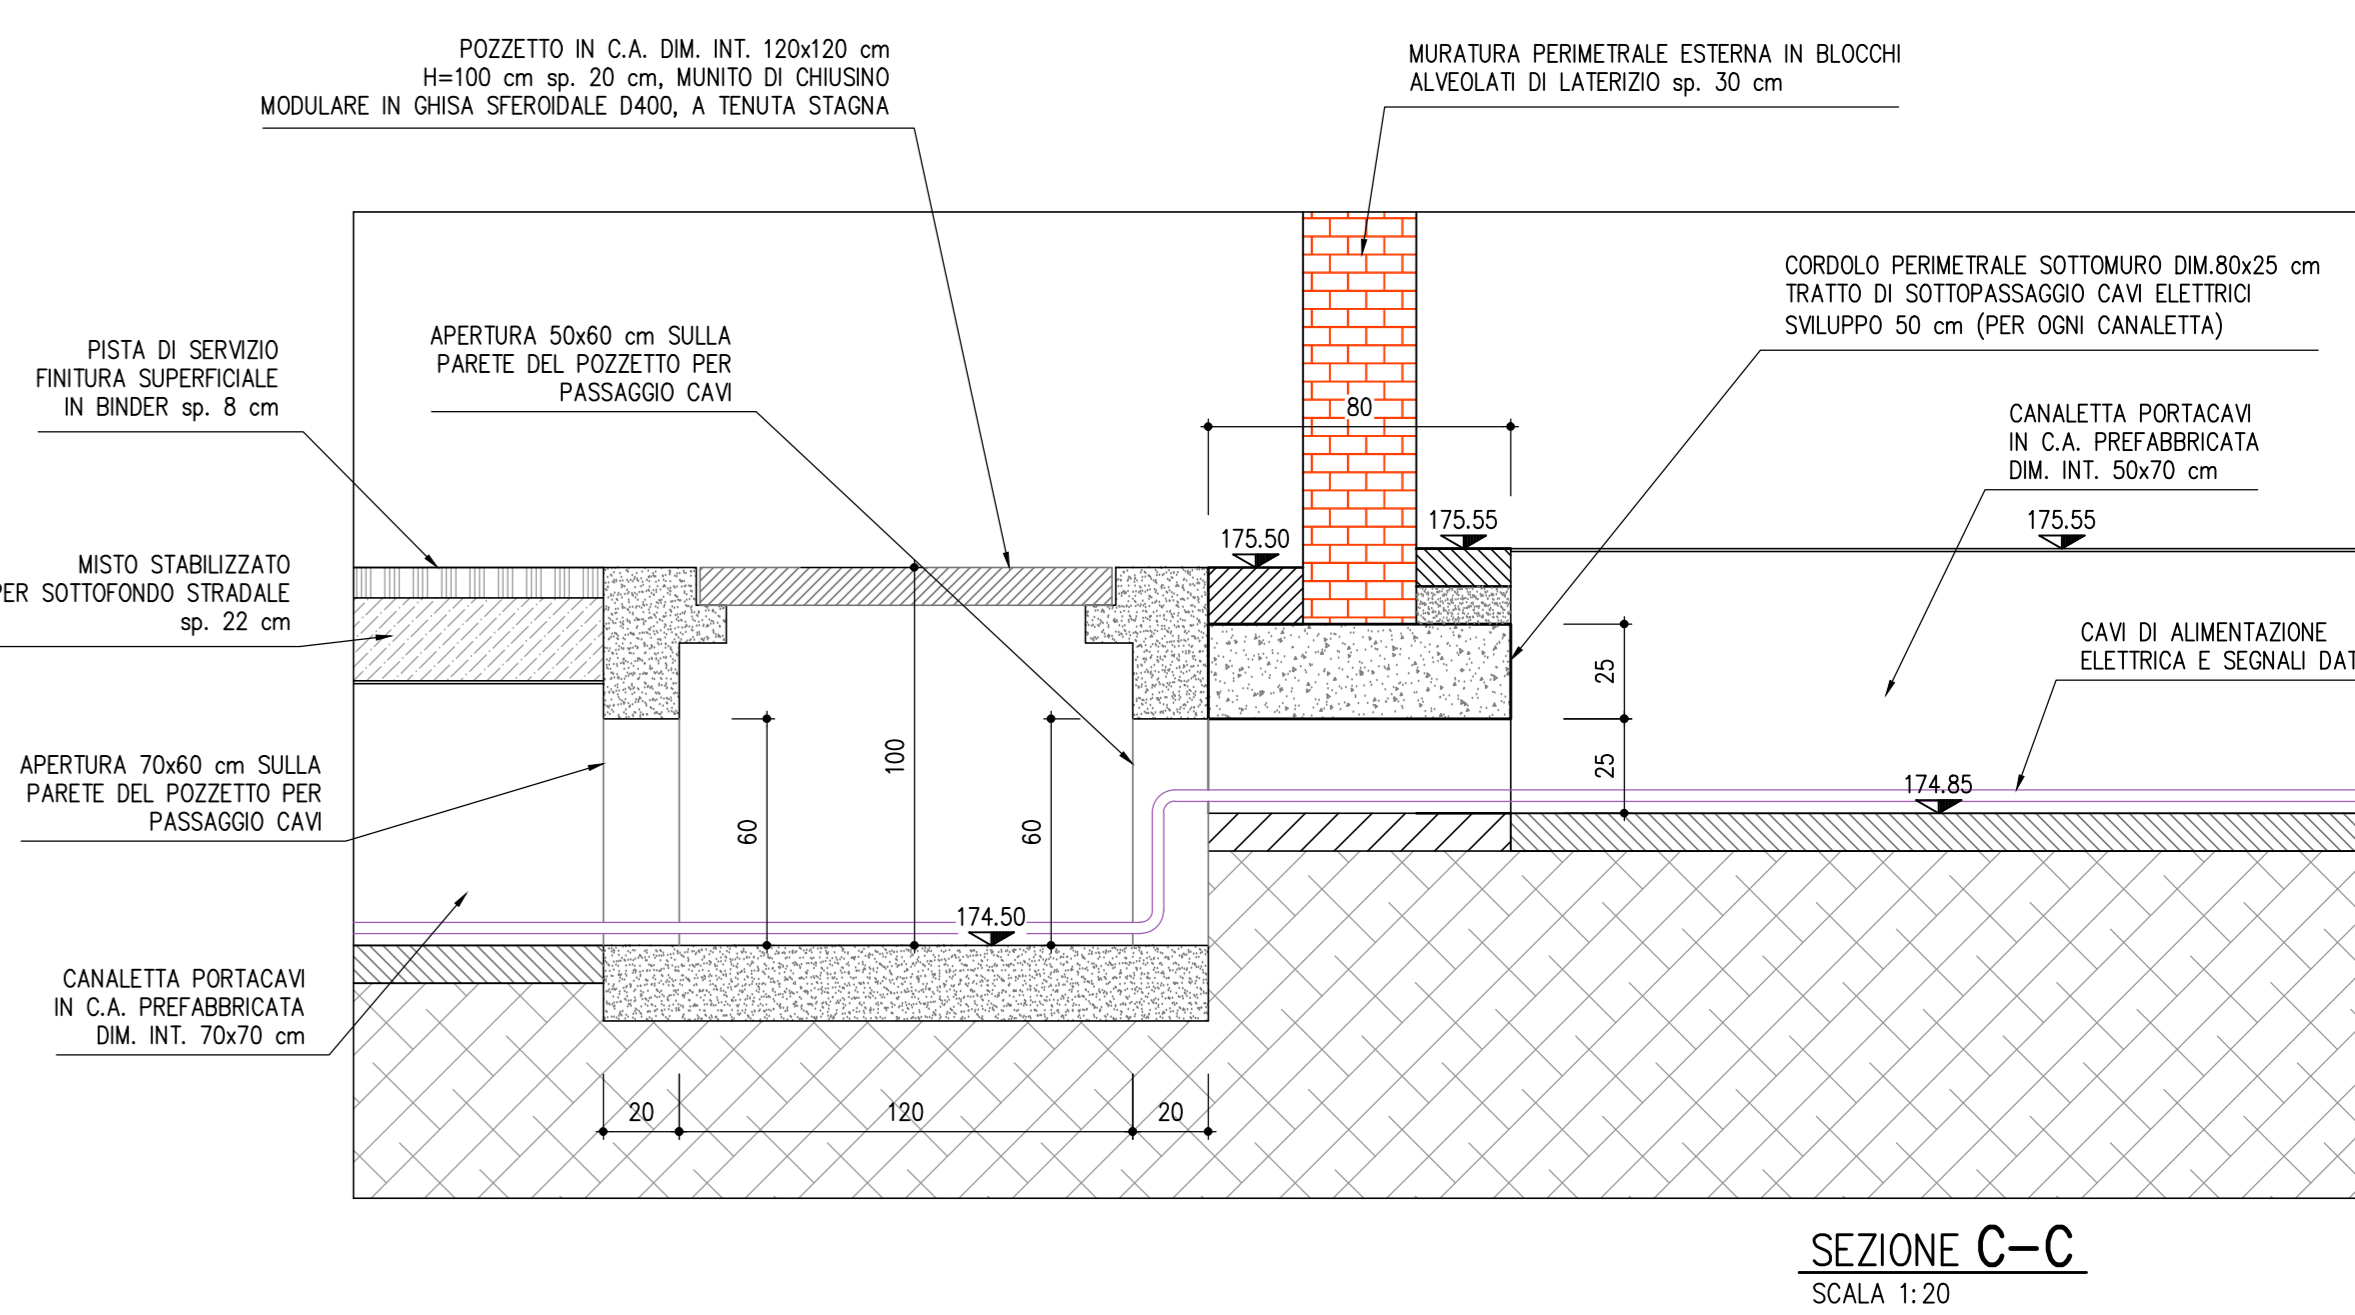 POZZETTO IN C.A. DIM. INT. 120x120 cm
H=100 cm sp. 20 cm, MUNITO DI CHIUSINO
MODULARE IN GHISA SFEROIDALE D400, A TENUTA STAGNA
MURATURA PERIMETRALE ESTERNA IN BLOCCHI
ALVEOLATI DI LATERIZIO sp. 30 cm
CORDOLO PERIMETRALE SOTTOMURO DIM.80x25 cm
TRATTO DI SOTTOPASSAGGIO CAVI ELETTRICI
SVILUPPO 50 cm (PER OGNI CANALETTA)
APERTURA 50x60 cm SULLA
PARETE DEL POZZETTO PER
PASSAGGIO CAVI
PISTA DI SERVIZIO
FINITURA SUPERFICIALE
IN BINDER sp. 8 cm
80
CANALETTA PORTACAVI
IN C.A. PREFABBRICATA
DIM. INT. 50x70 cm
175.50
175.55
175.55
MISTO STABILIZZATO
PER SOTTOFONDO STRADALE
sp. 22 cm
CAVI DI ALIMENTAZIONE
ELETTRICA E SEGNALI DAT
25
25
100
60
60
174.85
APERTURA 70x60 cm SULLA
PARETE DEL POZZETTO PER
PASSAGGIO CAVI
174.50
CANALETTA PORTACAVI
IN C.A. PREFABBRICATA
DIM. INT. 70x70 cm
20
120
20
SEZIONE C-C
SCALA 1:20